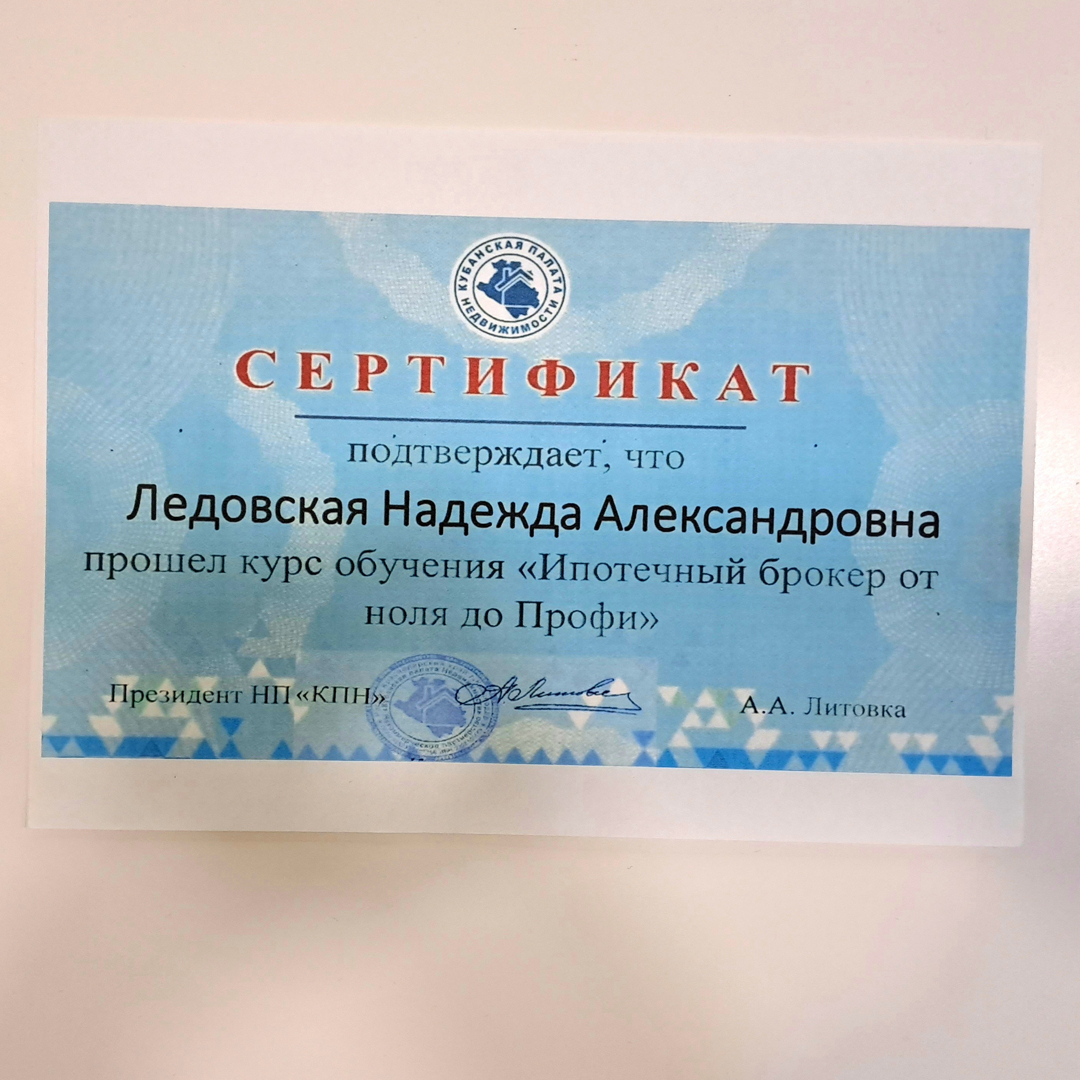 КУБАНСКАЯ ПАЛАТА НЕДВИЖИМОСТИ
СЕРТИФИКАТ
подтверждает, что
Ледовская Надежда Александровна
прошел курс обучения «Ипотечный брокер от
ноля до Профи»
Президент НП «КПН»
А.А. Литовка